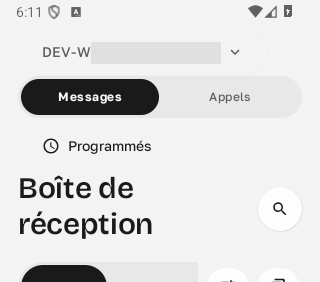 6:11
DEV-W
Messages Appels
Programmés
Boîte de
réception